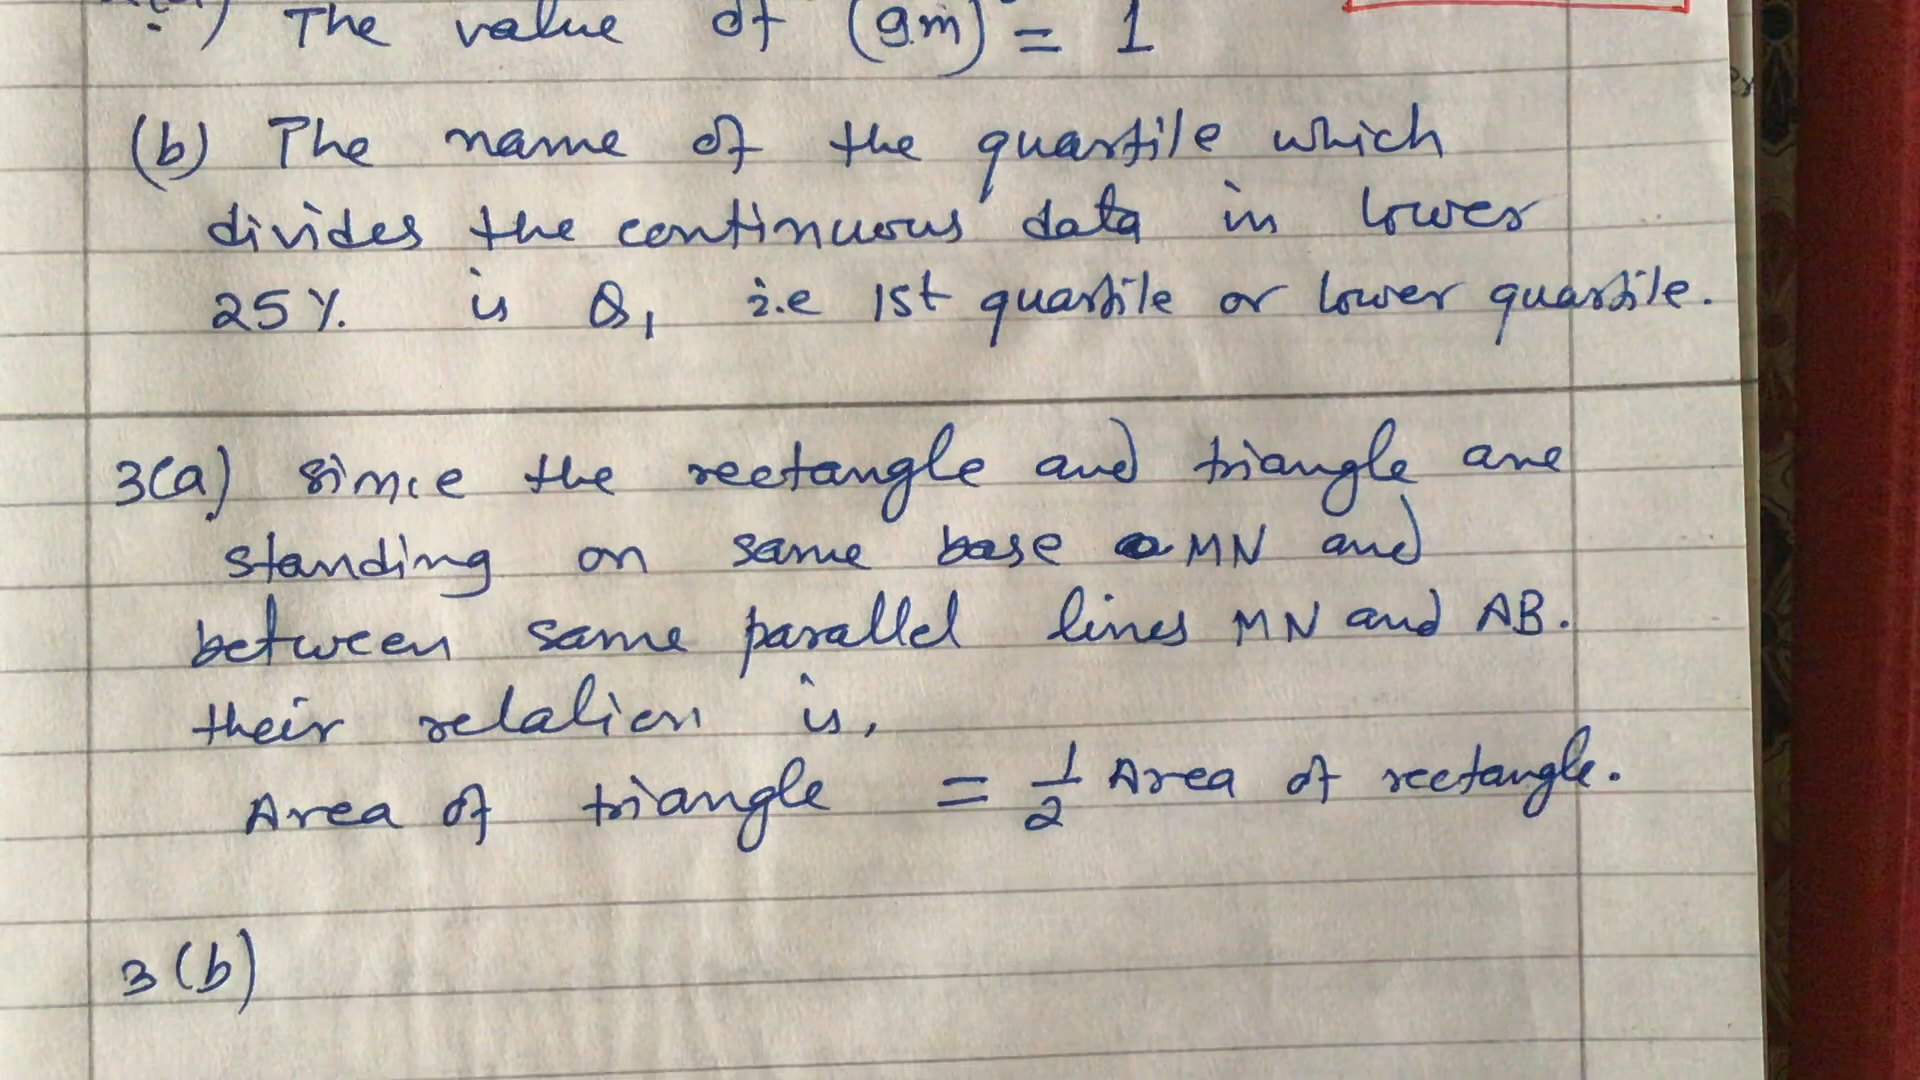 ) The value of (gm) = 1
(b) The name of the quartile which
divides the continuous data in lower
25%. is Q₁ i.e 1st quartile or lower quartile.
3(a) Since the rectangle and triangle are
standing on same base MN and
between same parallel lines MN and AB.
their relation is,
Area of triangle = 1/2 Area of rectangle.
3(b)